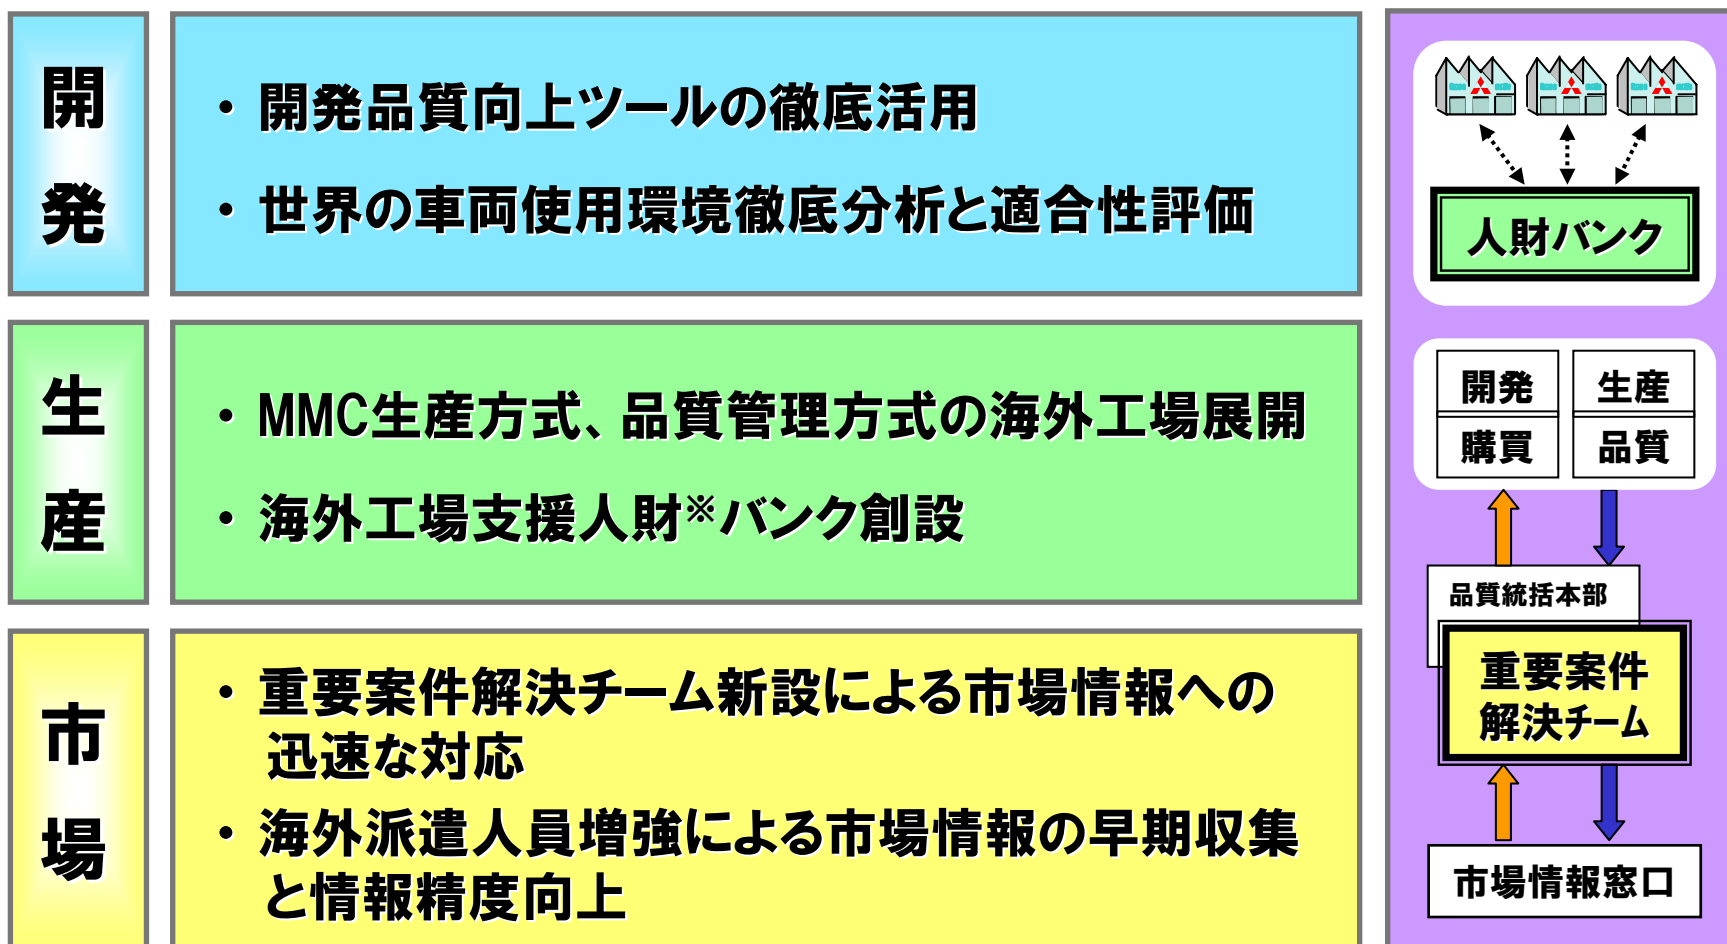 開発
・開発品質向上ツールの徹底活用
・世界の車両使用環境徹底分析と適合性評価
生産
・MMC生産方式、品質管理方式の海外工場展開
・海外工場支援人財※バンク創設
市場
・重要案件解決チーム新設による市場情報への
迅速な対応
・海外派遣人員増強による市場情報の早期収集
と情報精度向上
人財バンク
開発 生産
購買 品質
品質統括本部
重要案件
解決チーム
市場情報窓口